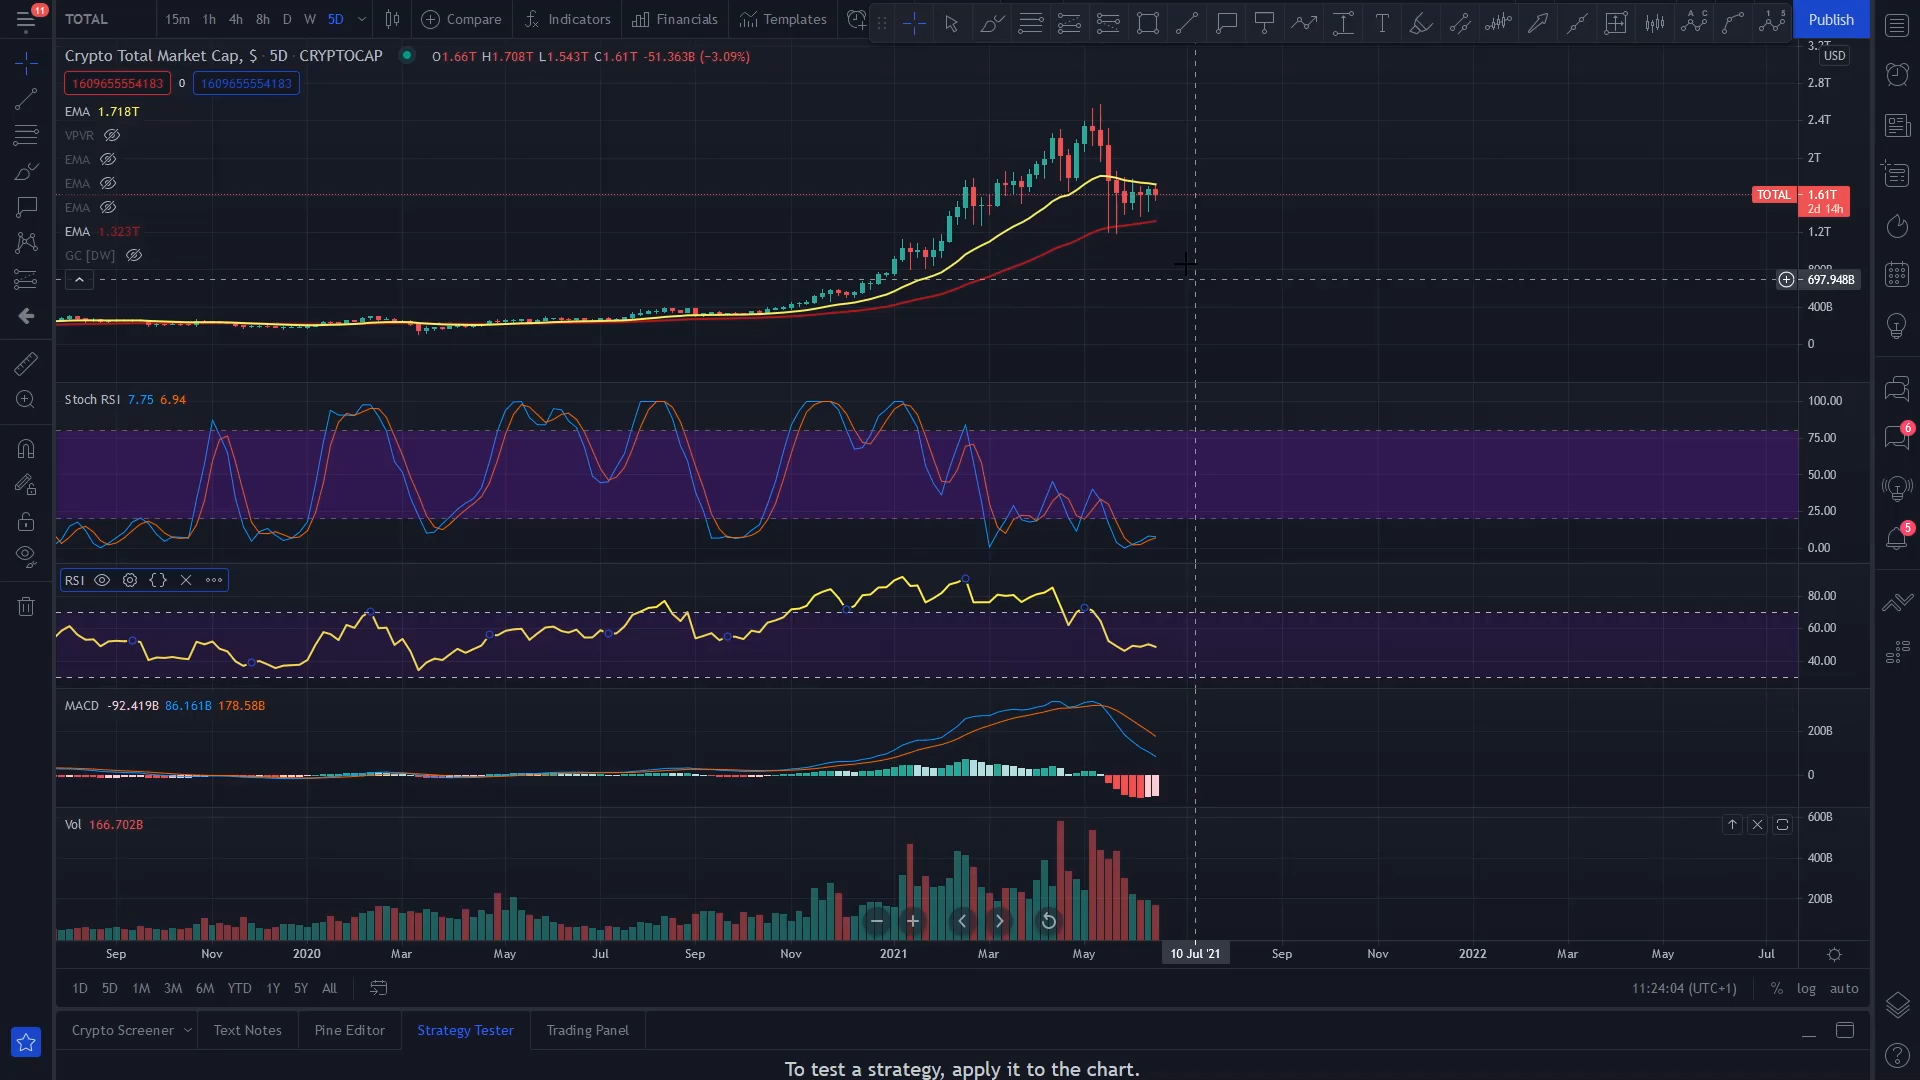 11
TOTAL 15m 1h 4h 8h D W 5D Compare Indicators Financials Templates Publish
Crypto Total Market Cap, $ 5D CRYPTOCAP O1.66T H1.708T L1.543T C1.61T -51.363B (−3.09%)
3.2T
USD
1609655554183 0 1609655554183
2.8T
EMA 1.718T
2.4T
VPVR
EMA
2T
EMA
TOTAL 1.61T
2d 14h
EMA
EMA 1.323T
1.2T
GC [DW]
800B
697.948B
400B
0
Stoch RSI 7.75 6.94
100.00
75.00
50.00
25.00
0.00
6
5
RSI
80.00
60.00
40.00
MACD -92.419B 86.161B 178.58B
200B
0
Vol 166.702B
600B
400B
200B
Sep Nov 2020 Mar May Jul Sep Nov 2021 Mar May 10 Jul '21 Sep Nov 2022 Mar May Jul
1D 5D 1M 3M 6M YTD 1Y 5Y All 11:24:04 (UTC+1) % log auto
Crypto Screener Text Notes Pine Editor Strategy Tester Trading Panel
To test a strategy, apply it to the chart.